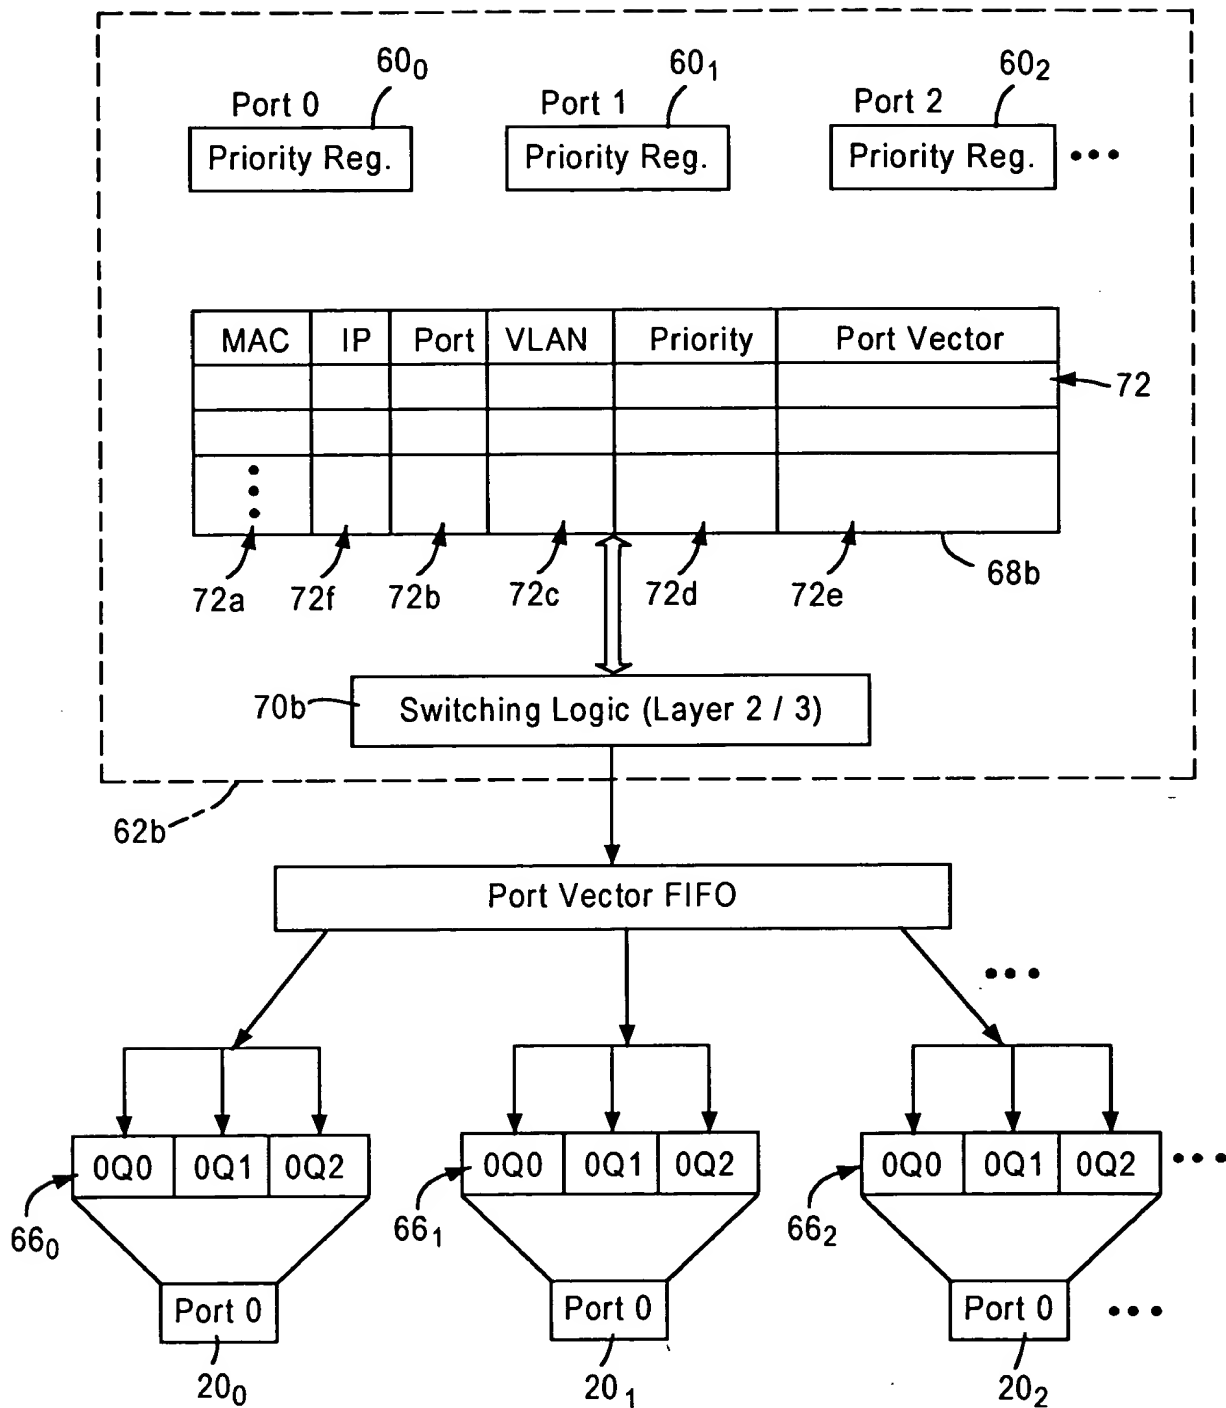 60₀ 60₁ 60₂
Port 0 Port 1 Port 2
Priority Reg. Priority Reg. Priority Reg. •••
MAC IP Port VLAN Priority Port Vector
72
72a 72f 72b 72c 72d 72e 68b
70b Switching Logic (Layer 2 / 3)
62b
Port Vector FIFO
•••
0Q0 0Q1 0Q2 0Q0 0Q1 0Q2 0Q0 0Q1 0Q2 •••
66₀ 66₁ 66₂
Port 0 Port 0 Port 0 •••
20₀ 20₁ 20₂